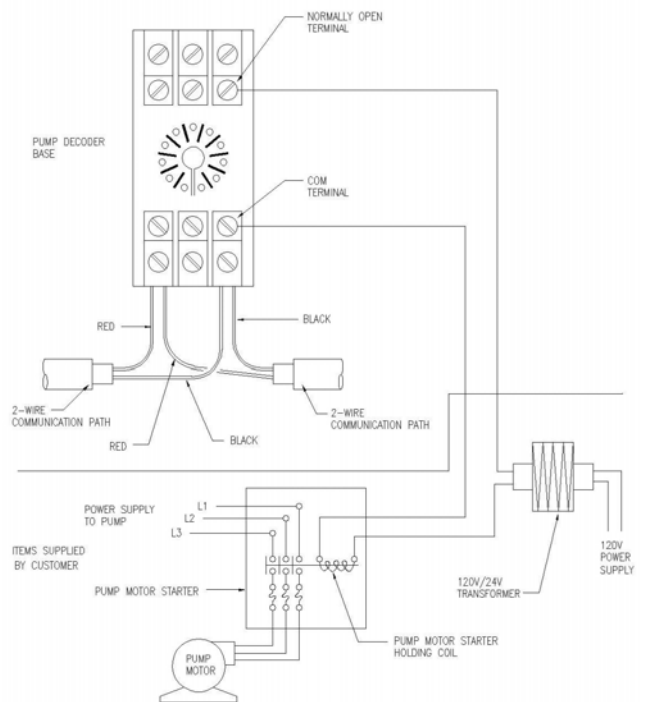 NORMALLY OPEN
TERMINAL
PUMP DECODER
BASE
COM
TERMINAL
RED
BLACK
2-WIRE
COMMUNICATION PATH
RED
BLACK
2-WIRE
COMMUNICATION PATH
POWER SUPPLY
TO PUMP
L1
L2
L3
ITEMS SUPPLIED
BY CUSTOMER
PUMP MOTOR STARTER
120V
POWER
SUPPLY
120V/24V
TRANSFORMER
PUMP MOTOR STARTER
HOLDING COIL
PUMP
MOTOR